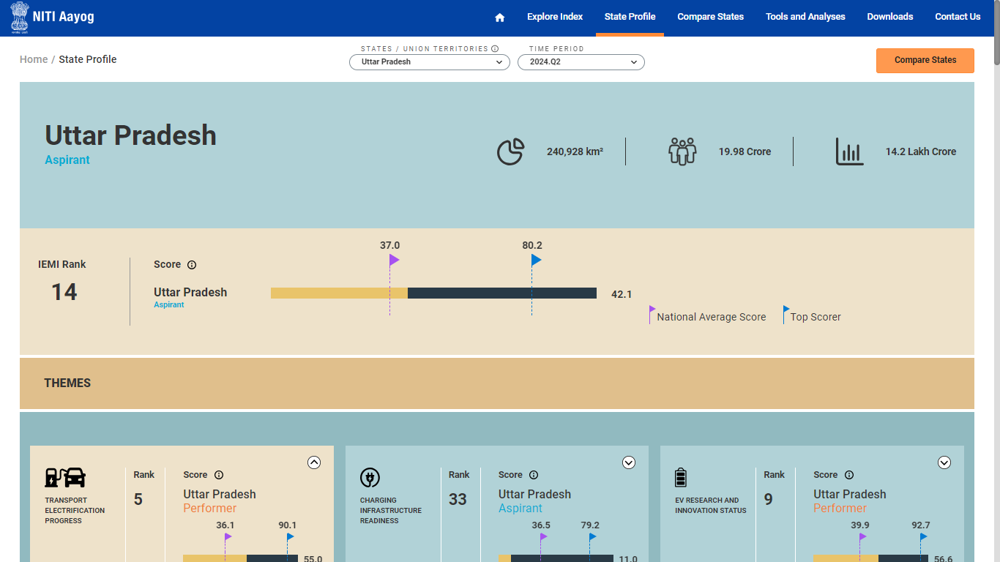 NITI Aayog
Explore Index State Profile Compare States Tools and Analyses Downloads Contact Us
Home / State Profile
STATES / UNION TERRITORIES TIME PERIOD
Uttar Pradesh 2024.Q2
Compare States
Uttar Pradesh
Aspirant
240,928 km² 19.98 Crore 14.2 Lakh Crore
37.0 80.2
IEMI Rank Score
14
Uttar Pradesh
Aspirant
42.1
National Average Score Top Scorer
THEMES
TRANSPORT
ELECTRIFICATION
PROGRESS
Rank
5
Score
Uttar Pradesh
Performer
36.1 90.1
55.0
CHARGING
INFRASTRUCTURE
READINESS
Rank
33
Score
Uttar Pradesh
Aspirant
36.5 79.2
11.0
EV RESEARCH AND
INNOVATION STATUS
Rank
9
Score
Uttar Pradesh
Performer
39.9 92.7
56.6